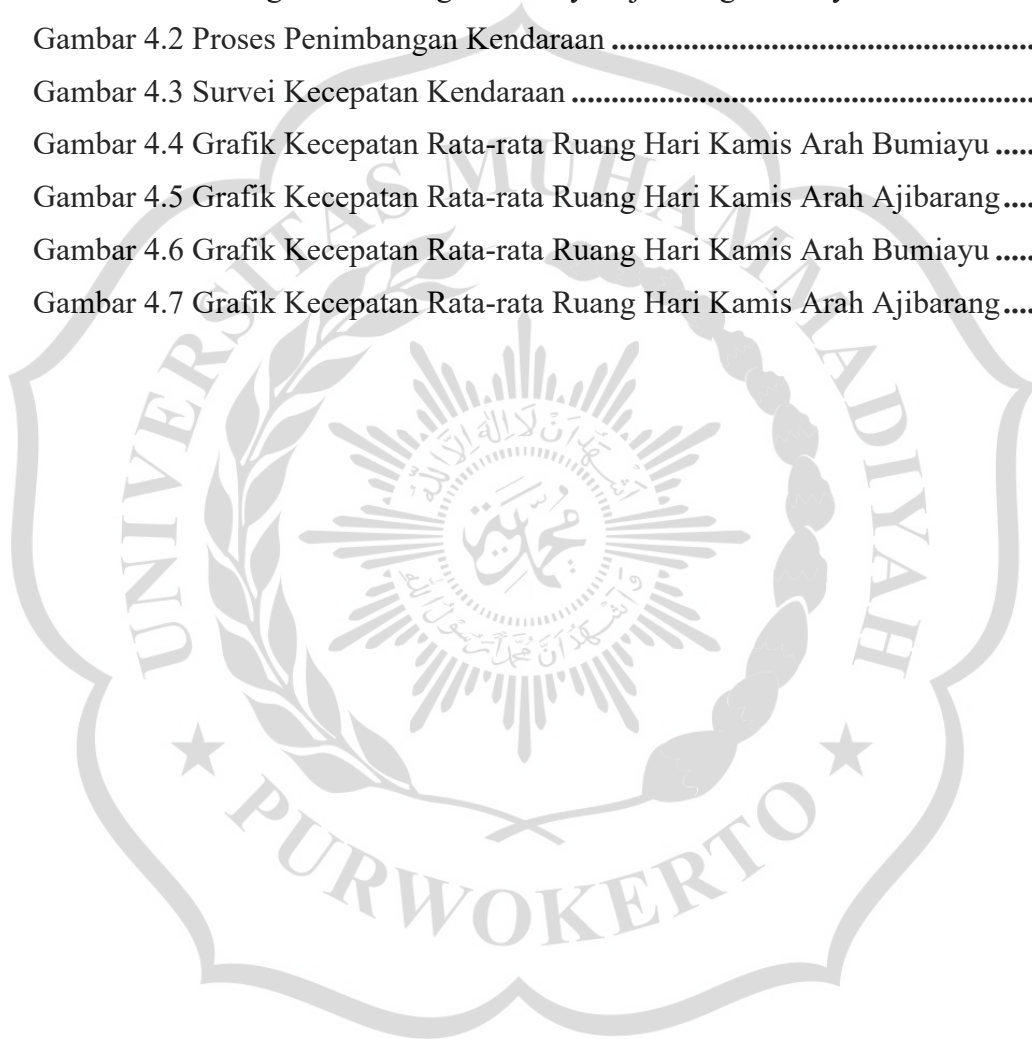 Gambar 4.2 Proses Penimbangan Kendaraan ................................................
Gambar 4.3 Survei Kecepatan Kendaraan .....................................................
Gambar 4.4 Grafik Kecepatan Rata-rata Ruang Hari Kamis Arah Bumiayu .....
Gambar 4.5 Grafik Kecepatan Rata-rata Ruang Hari Kamis Arah Ajibarang ....
Gambar 4.6 Grafik Kecepatan Rata-rata Ruang Hari Kamis Arah Bumiayu .....
Gambar 4.7 Grafik Kecepatan Rata-rata Ruang Hari Kamis Arah Ajibarang ....
UNIVERSITAS MUHAMMADIYAH
PURWOKERTO